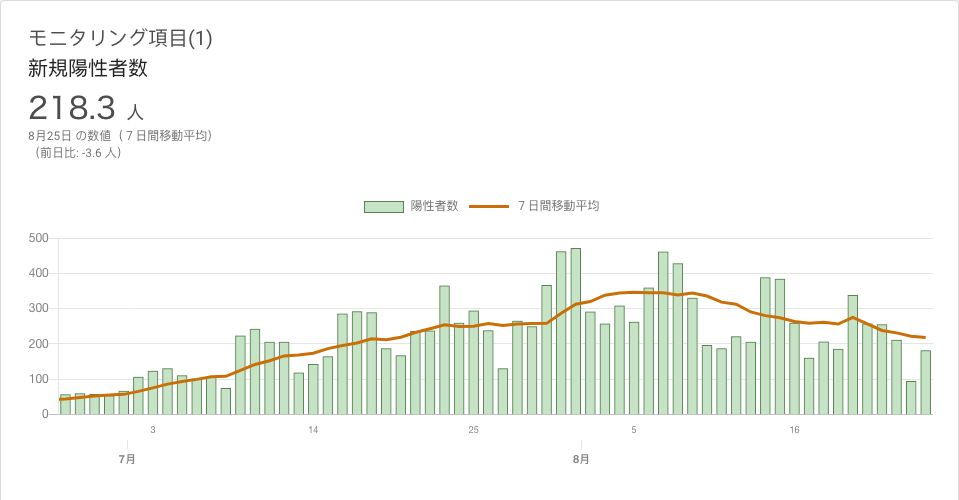 モニタリング項目(1)
新規陽性者数
218.3 人
8月25日 の数値（７日間移動平均）
（前日比: -3.6 人）
陽性者数 ７日間移動平均
500
400
300
200
100
0
3 14 25 5 16
7月 8月